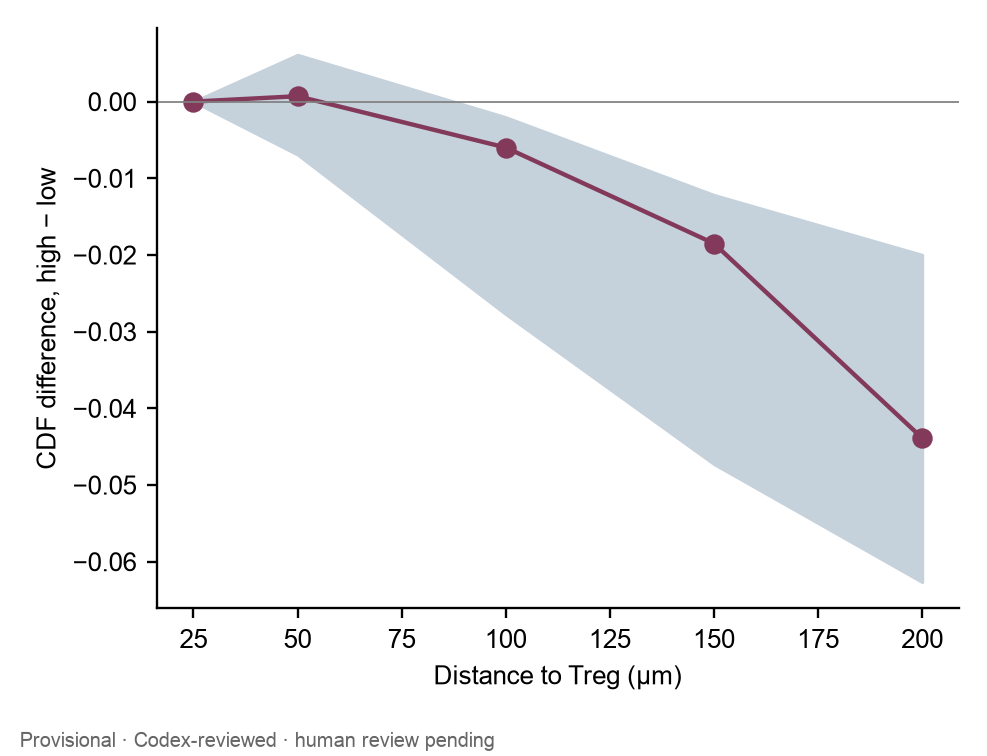 0.00
−0.01
−0.02
−0.03
−0.04
−0.05
−0.06
CDF difference, high − low
25 50 75 100 125 150 175 200
Distance to Treg (µm)
Provisional · Codex-reviewed · human review pending